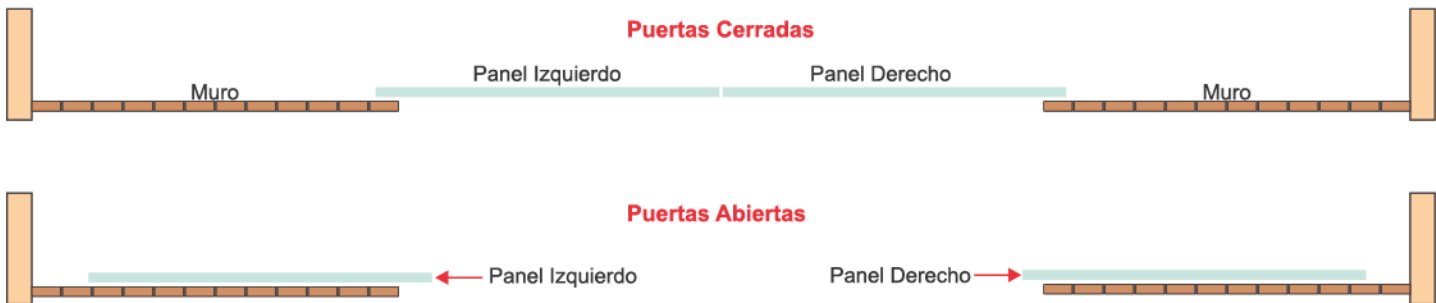 Puertas Cerradas
Panel Izquierdo
Panel Derecho
Muro
Muro
Puertas Abiertas
Panel Izquierdo
Panel Derecho